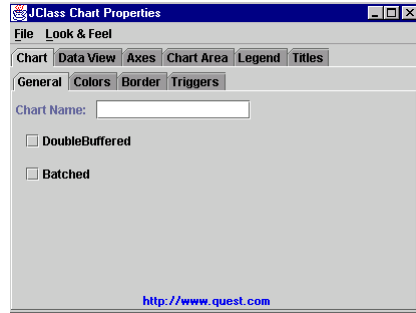 JClass Chart Properties
File Look & Feel
Chart Data View Axes Chart Area Legend Titles
General Colors Border Triggers
Chart Name:
DoubleBuffered
Batched
http://www.quest.com